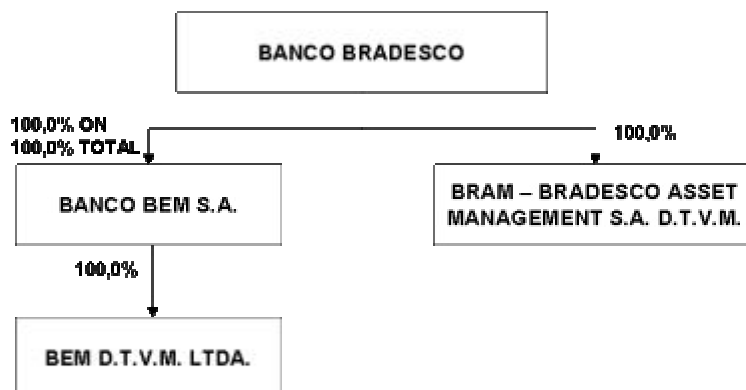 BANCO BRADESCO
100,0% ON
100,0% TOTAL
100,0%
BANCO BEM S.A.
BRAM – BRADESCO ASSET
MANAGEMENT S.A. D.T.V.M.
100,0%
BEM D.T.V.M. LTDA.